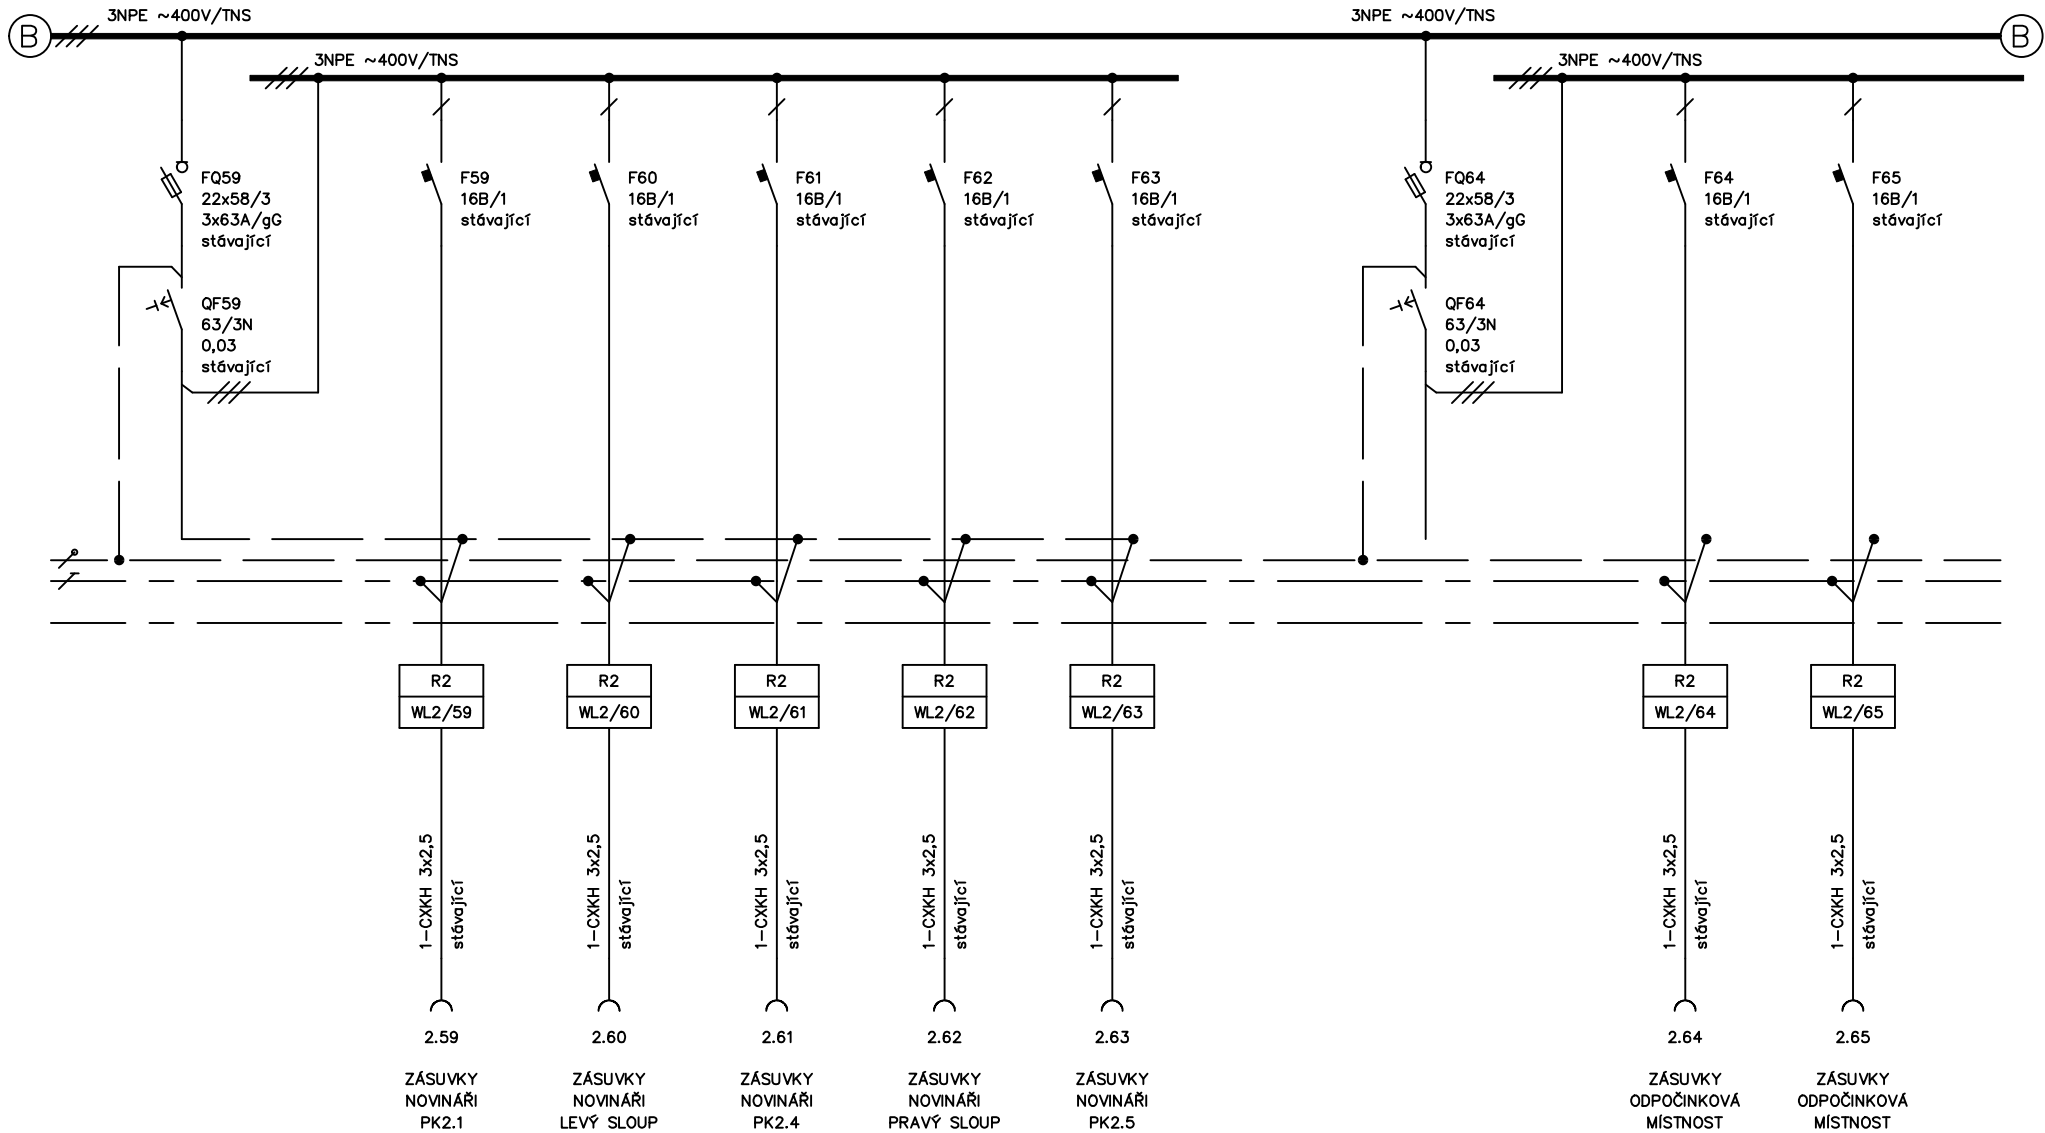 B
3NPE ~400V/TNS
3NPE ~400V/TNS
B
3NPE ~400V/TNS
3NPE ~400V/TNS
FQ59
22x58/3
3x63A/gG
stávající
F59
16B/1
stávající
F60
16B/1
stávající
F61
16B/1
stávající
F62
16B/1
stávající
F63
16B/1
stávající
FQ64
22x58/3
3x63A/gG
stávající
F64
16B/1
stávající
F65
16B/1
stávající
QF59
63/3N
0,03
stávající
QF64
63/3N
0,03
stávající
R2
WL2/59
R2
WL2/60
R2
WL2/61
R2
WL2/62
R2
WL2/63
R2
WL2/64
R2
WL2/65
1-CXKH 3x2,5
stávající
1-CXKH 3x2,5
stávající
1-CXKH 3x2,5
stávající
1-CXKH 3x2,5
stávající
1-CXKH 3x2,5
stávající
1-CXKH 3x2,5
stávající
1-CXKH 3x2,5
stávající
2.59
ZÁSUVKY
NOVINÁŘI
PK2.1
2.60
ZÁSUVKY
NOVINÁŘI
LEVÝ SLOUP
2.61
ZÁSUVKY
NOVINÁŘI
PK2.4
2.62
ZÁSUVKY
NOVINÁŘI
PRAVÝ SLOUP
2.63
ZÁSUVKY
NOVINÁŘI
PK2.5
2.64
ZÁSUVKY
ODPOČINKOVÁ
MÍSTNOST
2.65
ZÁSUVKY
ODPOČINKOVÁ
MÍSTNOST